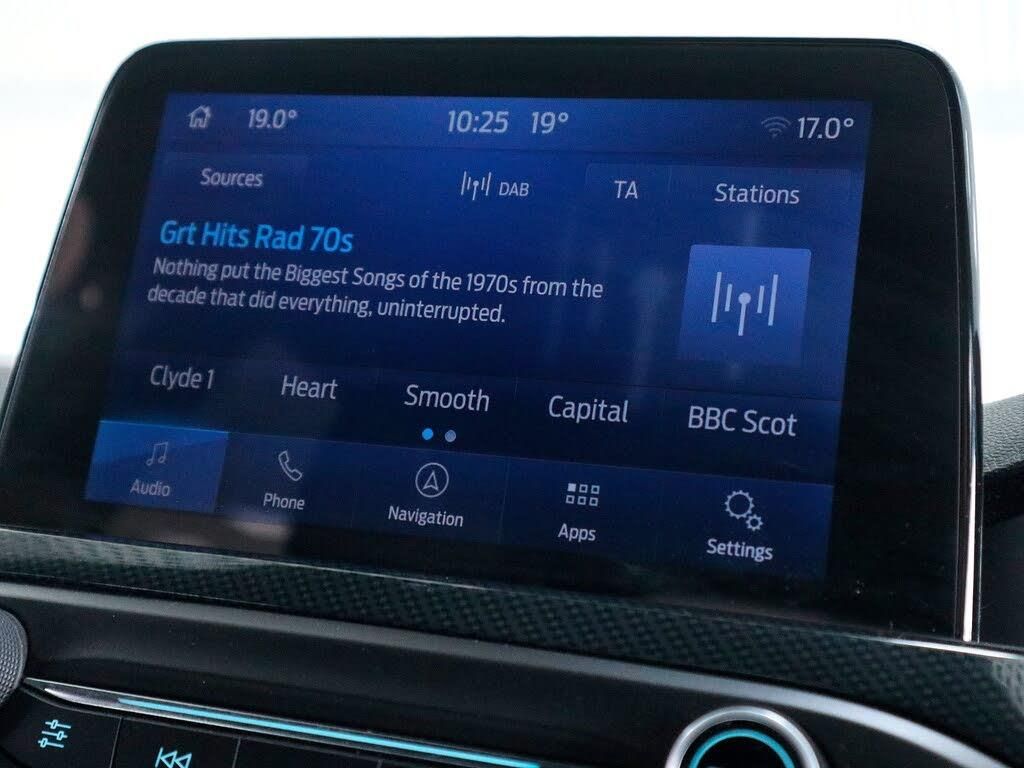 19.0° 10:25 19° 17.0°
Sources DAB TA Stations
Grt Hits Rad 70s
Nothing put the Biggest Songs of the 1970s from the
decade that did everything, uninterrupted.
Clyde 1 Heart Smooth Capital BBC Scot
Audio Phone Navigation Apps Settings